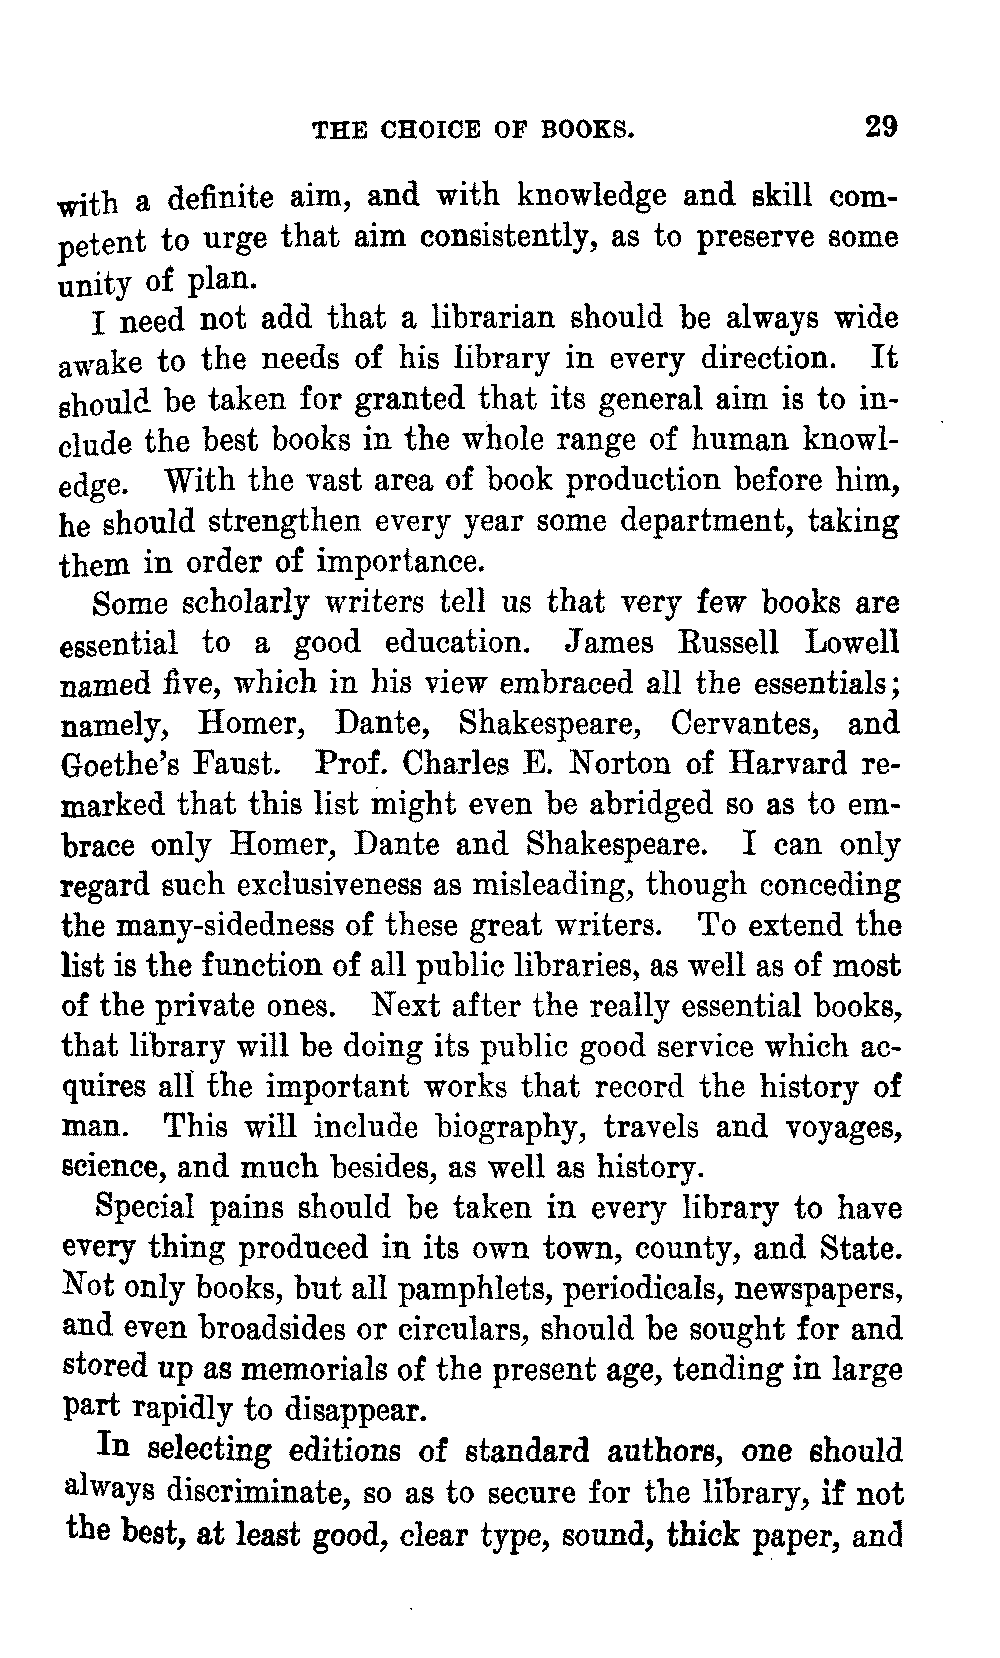 THE CHOICE OF BOOKS. 29
with a definite aim, and with knowledge and skill com-
petent to urge that aim consistently, as to preserve some
unity of plan.
I need not add that a librarian should be always wide
awake to the needs of his library in every direction. It
should be taken for granted that its general aim is to in-
clude the best books in the whole range of human knowl-
edge. With the vast area of book production before him,
he should strengthen every year some department, taking
them in order of importance.
Some scholarly writers tell us that very few books are
essential to a good education. James Russell Lowell
named five, which in his view embraced all the essentials;
namely, Homer, Dante, Shakespeare, Cervantes, and
Goethe's Faust. Prof. Charles E. Norton of Harvard re-
marked that this list might even be abridged so as to em-
brace only Homer, Dante and Shakespeare. I can only
regard such exclusiveness as misleading, though conceding
the many-sidedness of these great writers. To extend the
list is the function of all public libraries, as well as of most
of the private ones. Next after the really essential books,
that library will be doing its public good service which ac-
quires all the important works that record the history of
man. This will include biography, travels and voyages,
science, and much besides, as well as history.
Special pains should be taken in every library to have
every thing produced in its own town, county, and State.
Not only books, but all pamphlets, periodicals, newspapers,
and even broadsides or circulars, should be sought for and
stored up as memorials of the present age, tending in large
part rapidly to disappear.
In selecting editions of standard authors, one should
always discriminate, so as to secure for the library, if not
the best, at least good, clear type, sound, thick paper, and